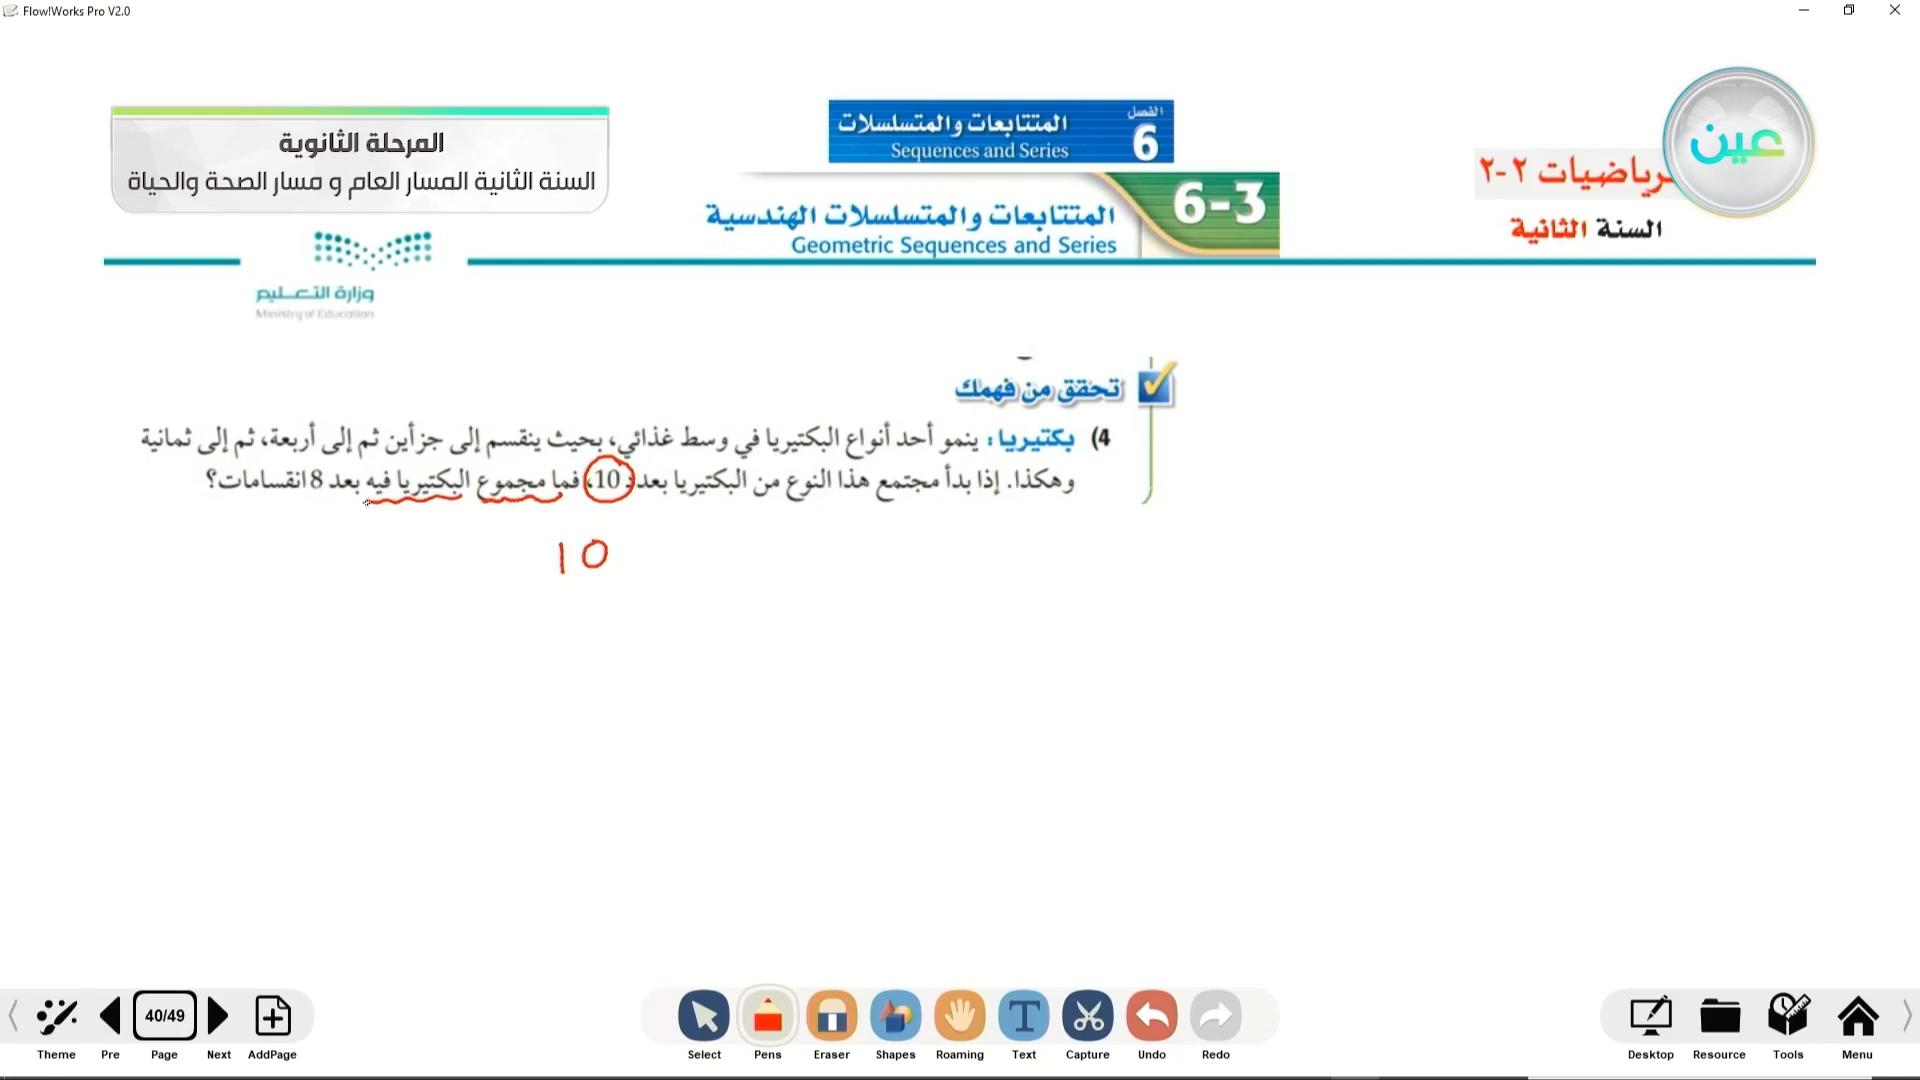 Flow!Works Pro V2.0
عين
رياضيات ٢-٢
السنة الثانية
الفصل 6
المتتابعات والمتسلسلات
Sequences and Series
6-3
المتتابعات والمتسلسلات الهندسية
Geometric Sequences and Series
المرحلة الثانوية
السنة الثانية المسار العام و مسار الصحة والحياة
وزارة التعليم
Ministry of Education
تحقق من فهمك
4) بكتيريا : ينمو أحد أنواع البكتيريا في وسط غذائي، بحيث ينقسم إلى جزأين ثم إلى أربعة، ثم إلى ثمانية
وهكذا. إذا بدأ مجتمع هذا النوع من البكتيريا بعدد 10، فما مجموع البكتيريا فيه بعد 8 انقسامات؟
10
40/49
Theme Pre Page Next AddPage
Select Pens Eraser Shapes Roaming Text Capture Undo Redo
Desktop Resource Tools Menu